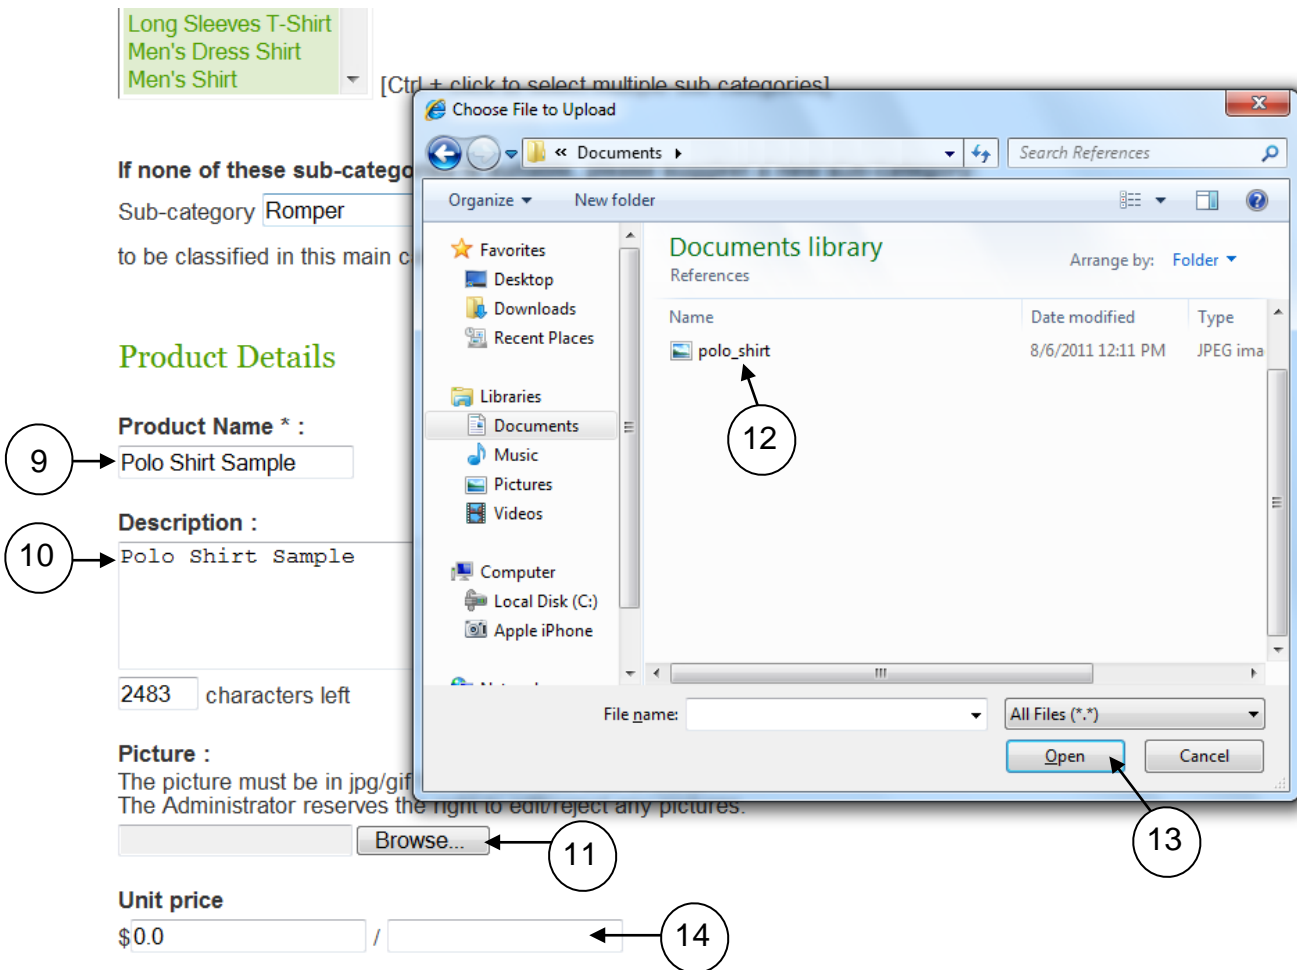 Long Sleeves T-Shirt
Men's Dress Shirt
Men's Shirt
[Ctrl + click to select multiple sub categories]
Choose File to Upload
« Documents
Search References
If none of these sub-catego
Organize
New folder
Sub-category Romper
to be classified in this main c
Favorites
Desktop
Downloads
Recent Places
Libraries
Documents
Music
Pictures
Videos
Computer
Local Disk (C:)
Apple iPhone
Documents library
References
Arrange by: Folder
Name Date modified Type
polo_shirt 8/6/2011 12:11 PM JPEG ima
12
Product Details
Product Name * :
9
Polo Shirt Sample
Description :
10
Polo Shirt Sample
2483 characters left
File name:
All Files (*.*)
Open
Cancel
13
Picture :
The picture must be in jpg/gif
The Administrator reserves the right to edit/reject any pictures.
Browse...
11
Unit price
$0.0 /
14